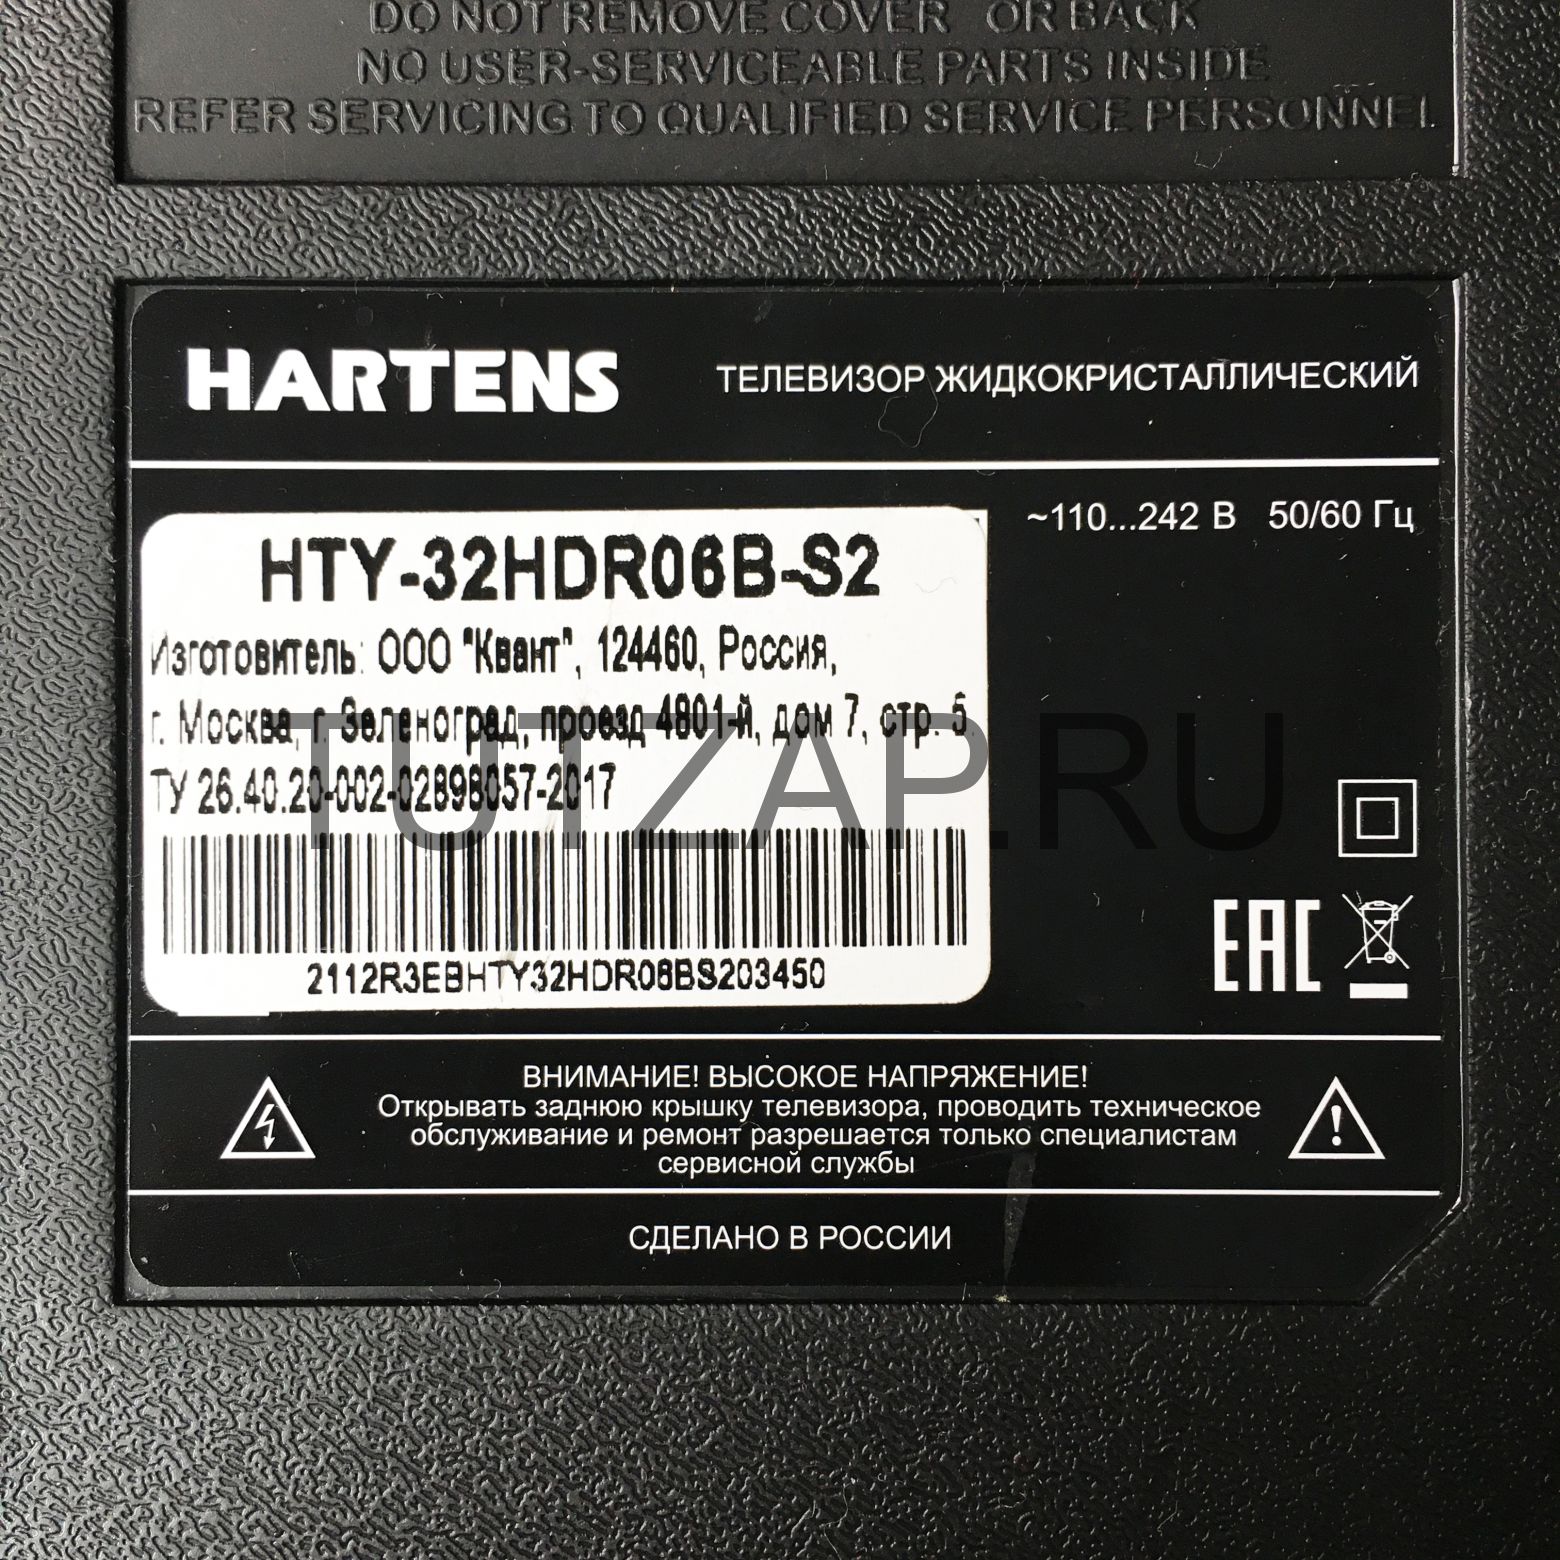 DO NOT REMOVE COVER OR BACK
NO USER-SERVICEABLE PARTS INSIDE
REFER SERVICING TO QUALIFIED SERVICE PERSONNEL
HARTENS
ТЕЛЕВИЗОР ЖИДКОКРИСТАЛЛИЧЕСКИЙ
~110...242 В 50/60 Гц
HTY-32HDR06B-S2
Изготовитель: ООО "Квант", 124460, Россия,
г. Москва, г. Зеленоград, проезд 4801-й, дом 7, стр. 5,
ТУ 26.40.20-002-02898057-2017
TUTZAP.RU
2112R3EBHTY32HDR06BS203450
EAC
ВНИМАНИЕ! ВЫСОКОЕ НАПРЯЖЕНИЕ!
Открывать заднюю крышку телевизора, проводить техническое
обслуживание и ремонт разрешается только специалистам
сервисной службы
СДЕЛАНО В РОССИИ